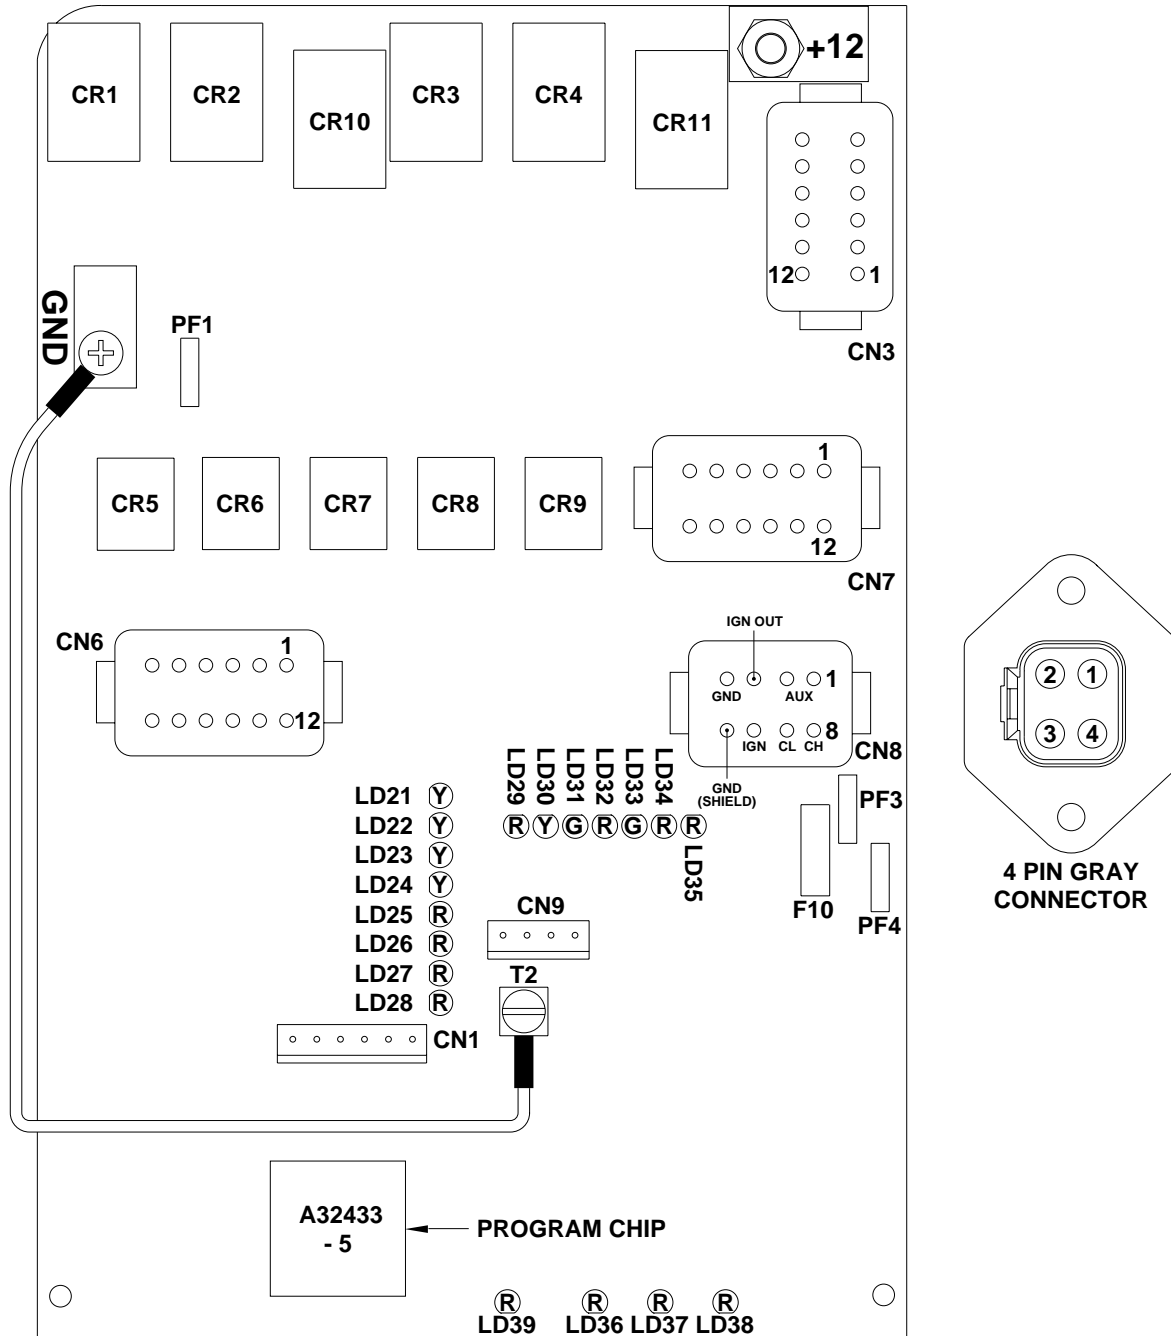 +12
CR1
CR2
CR10
CR3
CR4
CR11
12
1
CN3
GND
PF1
CR5
CR6
CR7
CR8
CR9
1
12
CN7
CN6
1
12
IGN OUT
1
GND
AUX
8
IGN
CL
CH
CN8
GND
(SHIELD)
2
1
3
4
4 PIN GRAY
CONNECTOR
LD29
LD30
LD31
LD32
LD33
LD34
R
Y
G
R
G
R
R
LD35
PF3
F10
PF4
LD21 Y
LD22 Y
LD23 Y
LD24 Y
LD25 R
LD26 R
LD27 R
LD28 R
CN9
T2
CN1
A32433
- 5
PROGRAM CHIP
R
R
R
R
LD39
LD36
LD37
LD38